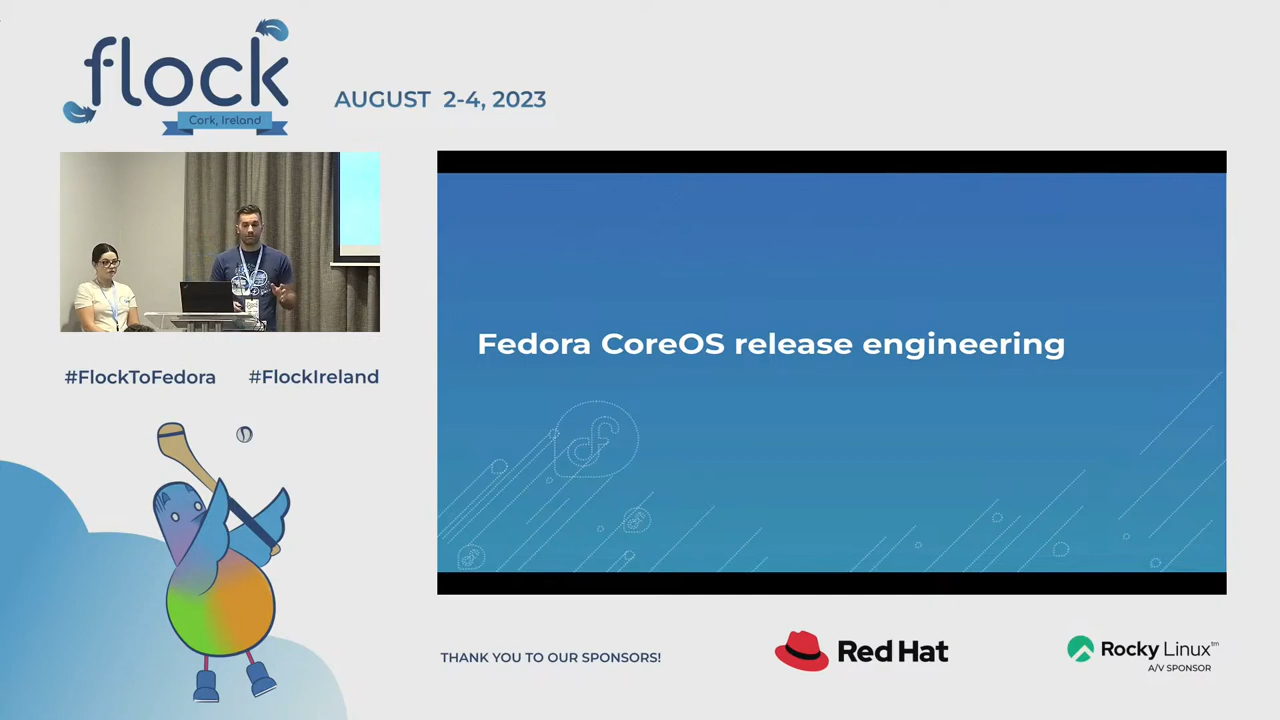 flock
Cork, Ireland
AUGUST 2-4, 2023
Fedora CoreOS release engineering
#FlockToFedora #FlockIreland
THANK YOU TO OUR SPONSORS!
Red Hat
Rocky Linux™
A/V SPONSOR